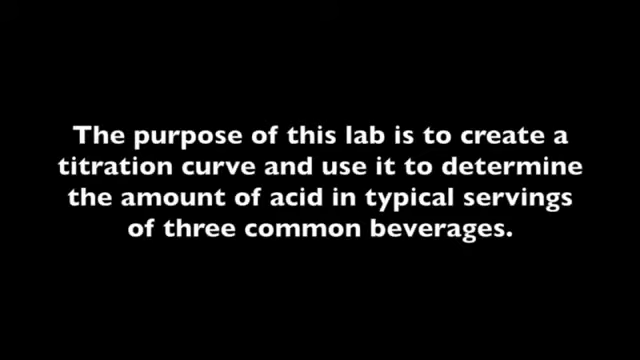 The purpose of this lab is to create a
titration curve and use it to determine
the amount of acid in typical servings
of three common beverages.